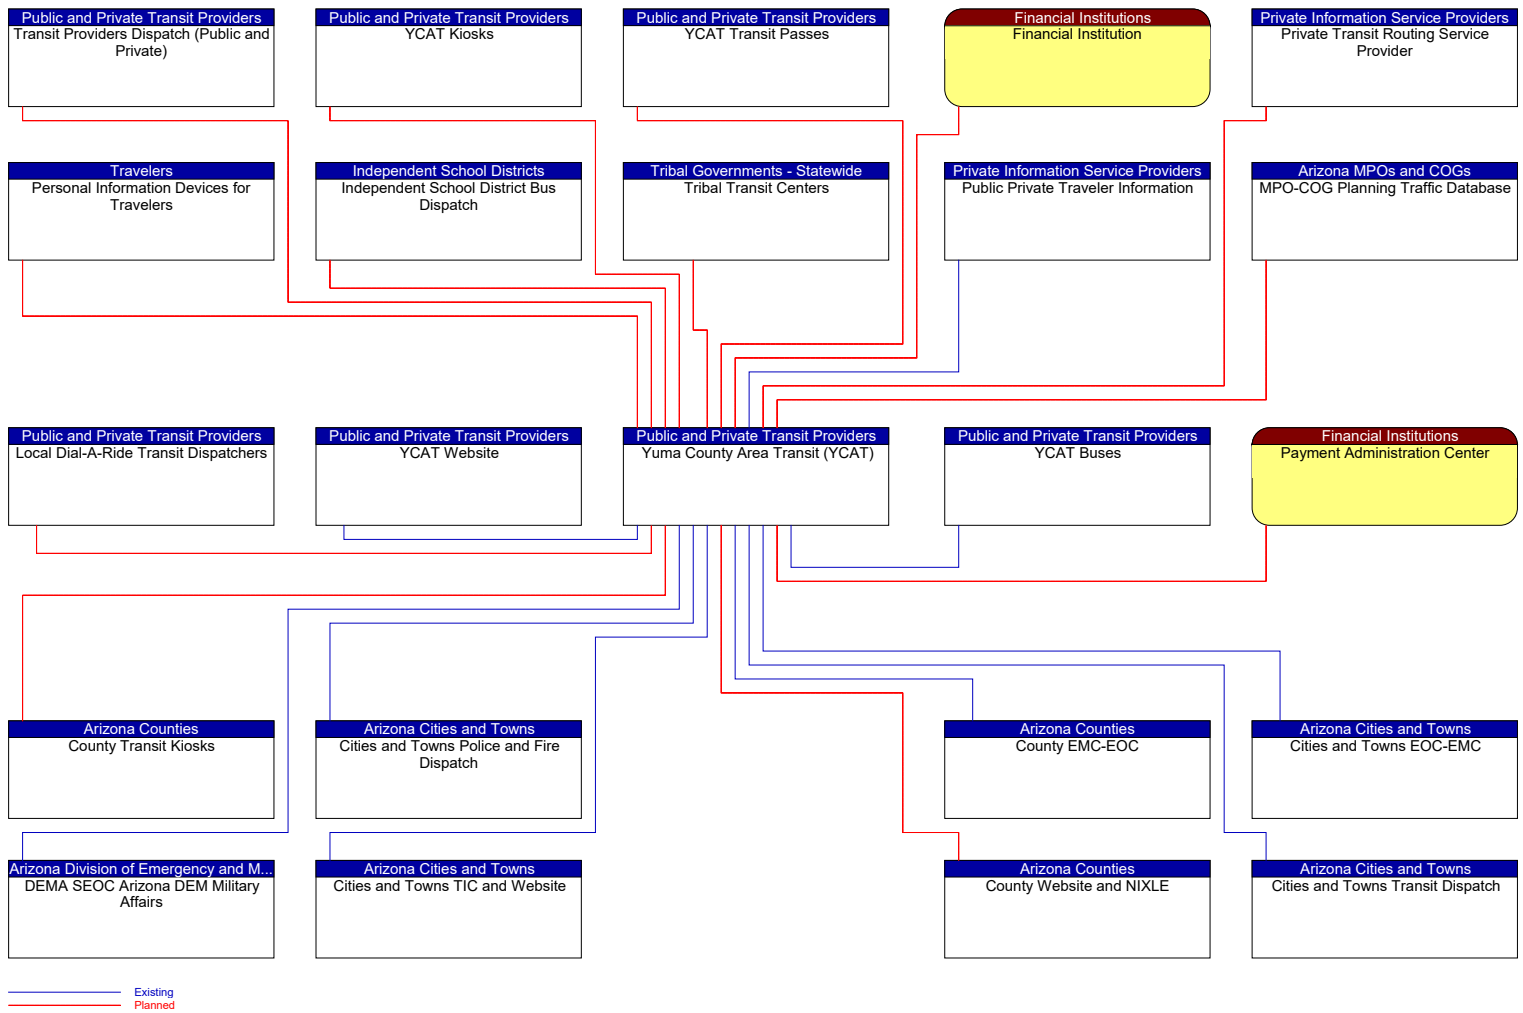 Public and Private Transit Providers
Transit Providers Dispatch (Public and
Private)
Public and Private Transit Providers
YCAT Kiosks
Public and Private Transit Providers
YCAT Transit Passes
Financial Institutions
Financial Institution
Private Information Service Providers
Private Transit Routing Service
Provider
Travelers
Personal Information Devices for
Travelers
Independent School Districts
Independent School District Bus
Dispatch
Tribal Governments - Statewide
Tribal Transit Centers
Private Information Service Providers
Public Private Traveler Information
Arizona MPOs and COGs
MPO-COG Planning Traffic Database
Public and Private Transit Providers
Local Dial-A-Ride Transit Dispatchers
Public and Private Transit Providers
YCAT Website
Public and Private Transit Providers
Yuma County Area Transit (YCAT)
Public and Private Transit Providers
YCAT Buses
Financial Institutions
Payment Administration Center
Arizona Counties
County Transit Kiosks
Arizona Cities and Towns
Cities and Towns Police and Fire
Dispatch
Arizona Counties
County EMC-EOC
Arizona Cities and Towns
Cities and Towns EOC-EMC
Arizona Division of Emergency and M...
DEMA SEOC Arizona DEM Military
Affairs
Arizona Cities and Towns
Cities and Towns TIC and Website
Arizona Counties
County Website and NIXLE
Arizona Cities and Towns
Cities and Towns Transit Dispatch
Existing
Planned